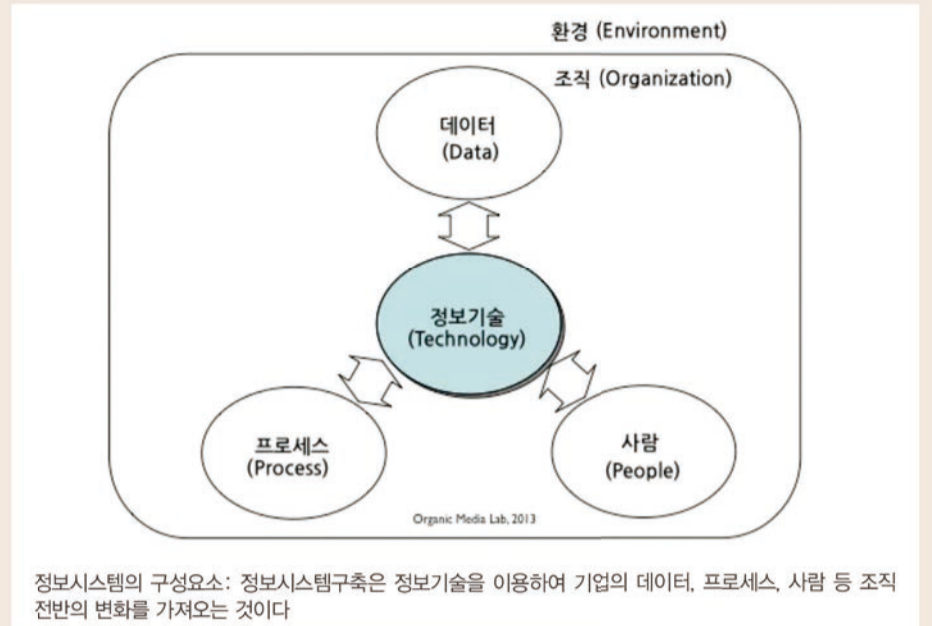 환경 (Environment)
조직 (Organization)
데이터
(Data)
정보기술
(Technology)
프로세스
(Process)
사람
(People)
Organic Media Lab, 2013
정보시스템의 구성요소: 정보시스템구축은 정보기술을 이용하여 기업의 데이터, 프로세스, 사람 등 조직
전반의 변화를 가져오는 것이다